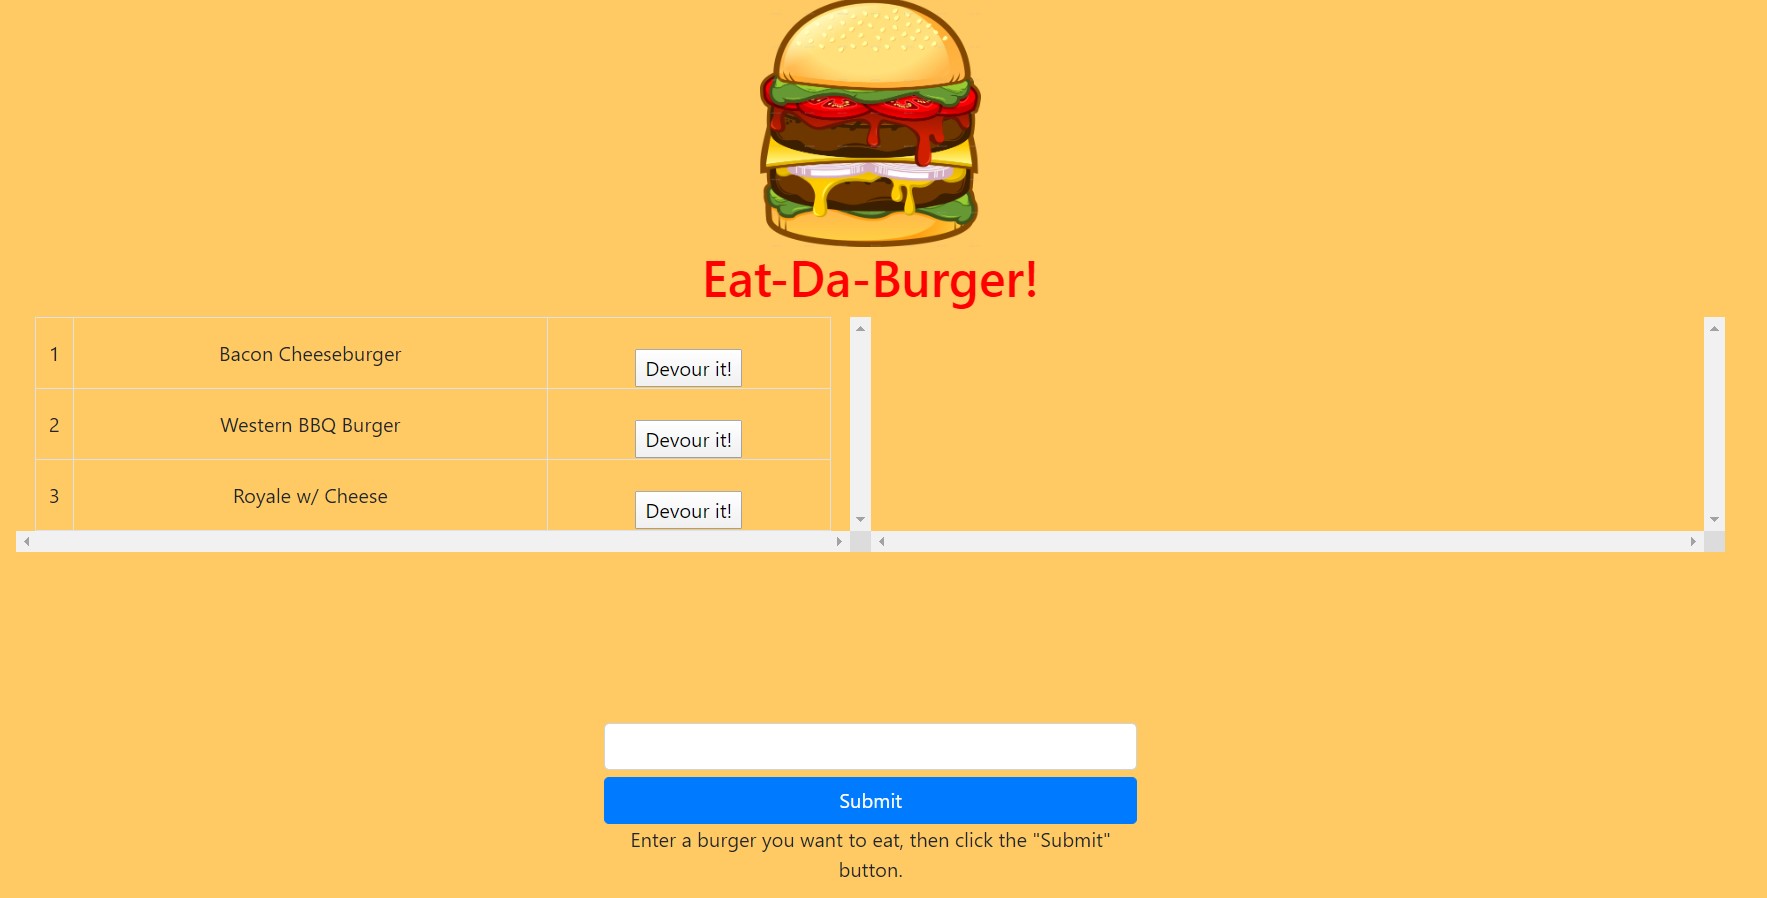 Eat-Da-Burger!
1 Bacon Cheeseburger Devour it!
2 Western BBQ Burger Devour it!
3 Royale w/ Cheese Devour it!
Submit
Enter a burger you want to eat, then click the "Submit"
button.